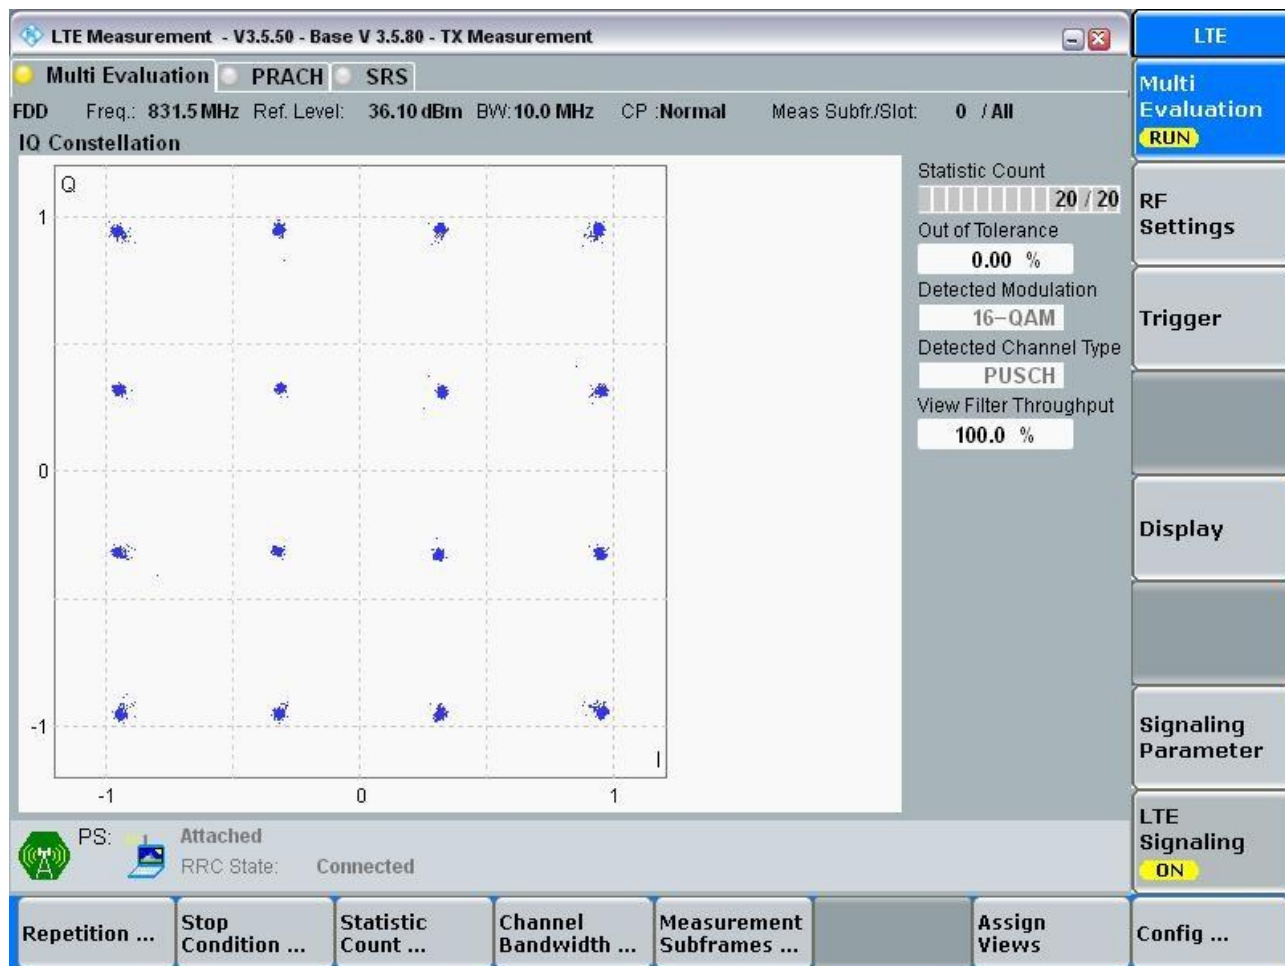 LTE Measurement - V3.5.50 - Base V 3.5.80 - TX Measurement
LTE
Multi Evaluation PRACH SRS
FDD Freq.: 831.5 MHz Ref. Level: 36.10 dBm BW: 10.0 MHz CP :Normal Meas Subfr./Slot: 0 / All
IQ Constellation
Q
1
0
-1
I
-1 0 1
Statistic Count
20 / 20
Out of Tolerance
0.00 %
Detected Modulation
16-QAM
Detected Channel Type
PUSCH
View Filter Throughput
100.0 %
Multi
Evaluation
RUN
RF
Settings
Trigger
Display
Signaling
Parameter
LTE
Signaling
ON
PS: Attached
RRC State: Connected
Repetition ...
Stop
Condition ...
Statistic
Count ...
Channel
Bandwidth ...
Measurement
Subframes ...
Assign
Views
Config ...